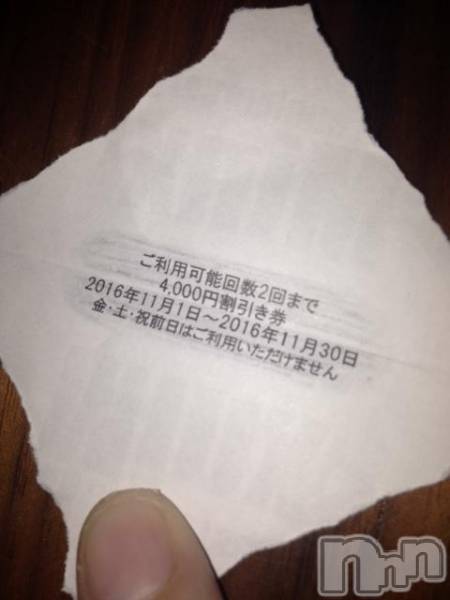 ご利用可能回数2回まで
4,000円割引き券
2016年11月1日～2016年11月30日
金・土・祝前日はご利用いただけません
nnn